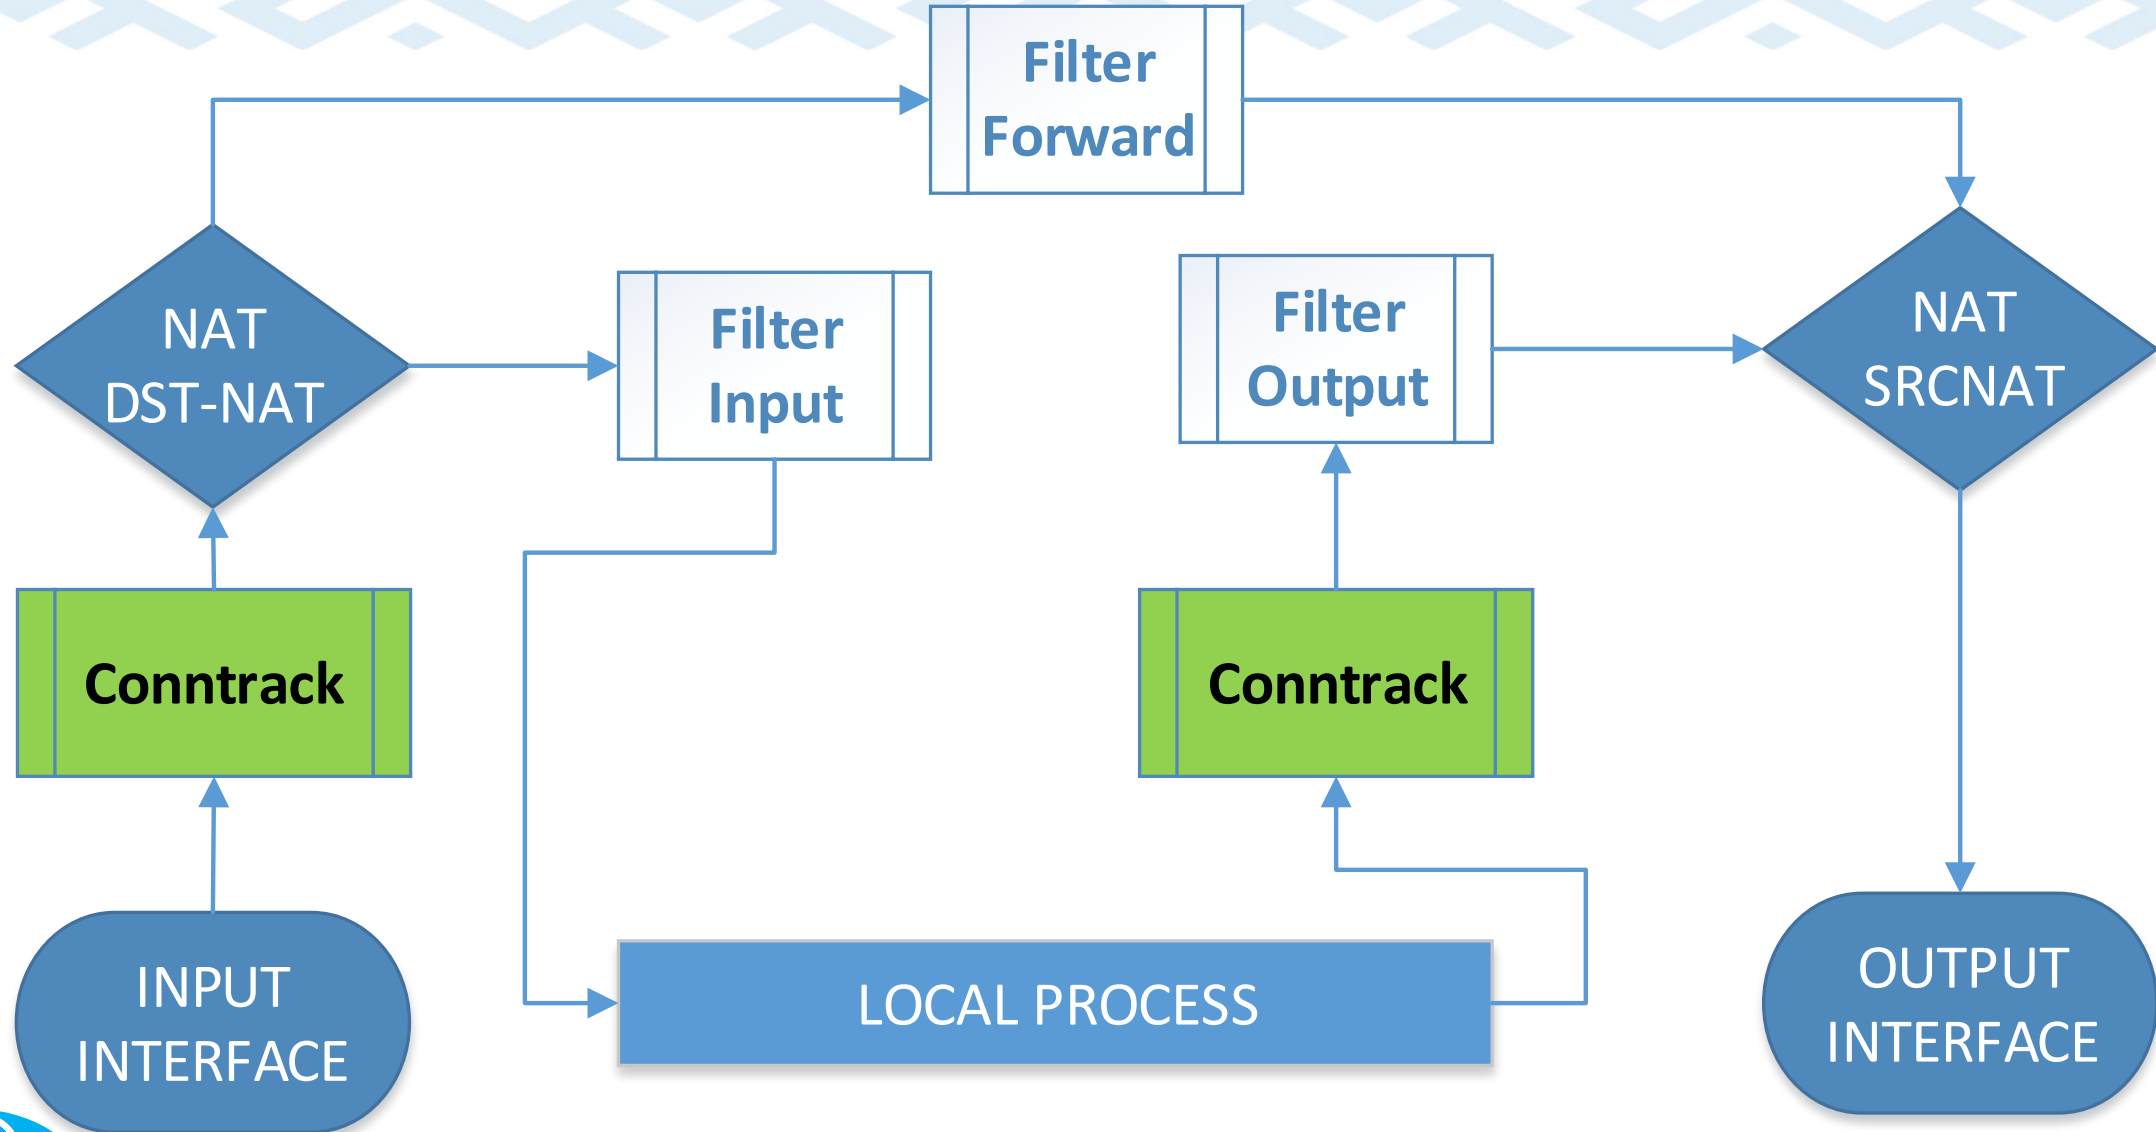 Filter
Forward
NAT
DST-NAT
Filter
Input
Filter
Output
NAT
SRCNAT
Conntrack
Conntrack
INPUT
INTERFACE
LOCAL PROCESS
OUTPUT
INTERFACE